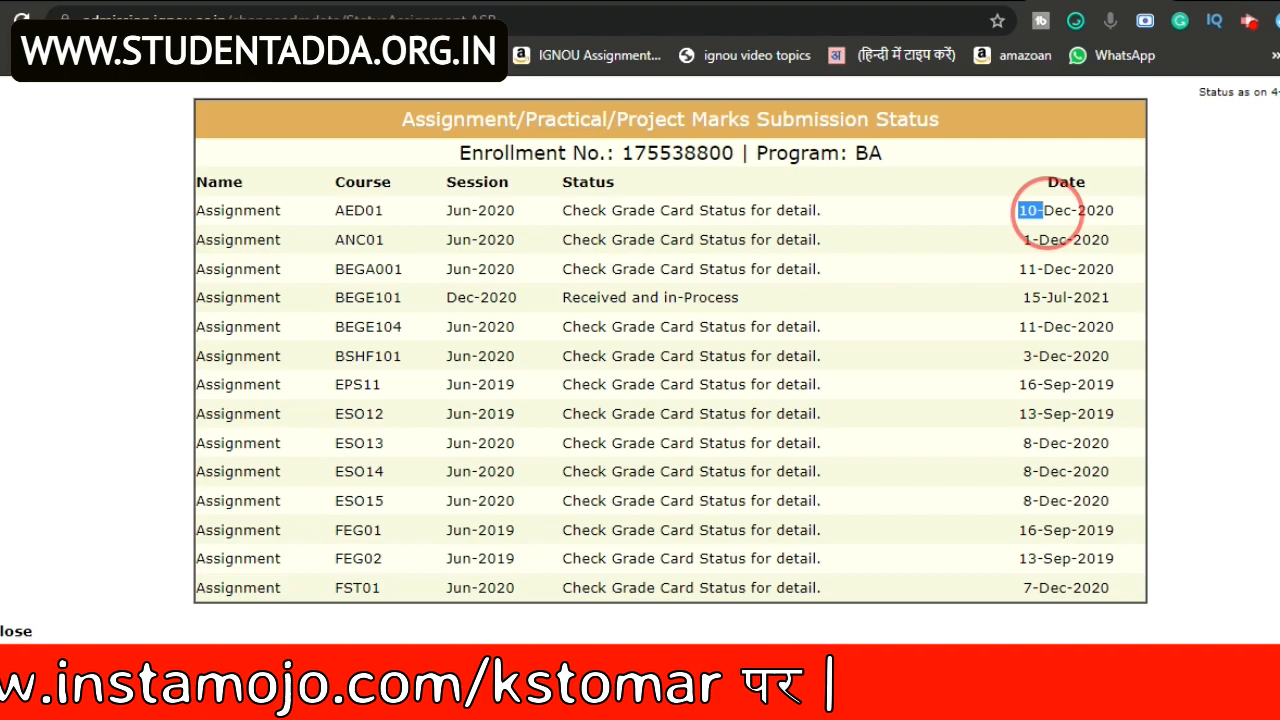 WWW.STUDENTADDA.ORG.IN
IGNOU Assignment... ignou video topics अ (हिन्दी में टाइप करें) amazoan WhatsApp »
Status as on 4-
Assignment/Practical/Project Marks Submission Status
Enrollment No.: 175538800 | Program: BA
Name Course Session Status Date
Assignment AED01 Jun-2020 Check Grade Card Status for detail. 10-Dec-2020
Assignment ANC01 Jun-2020 Check Grade Card Status for detail. 1-Dec-2020
Assignment BEGA001 Jun-2020 Check Grade Card Status for detail. 11-Dec-2020
Assignment BEGE101 Dec-2020 Received and in-Process 15-Jul-2021
Assignment BEGE104 Jun-2020 Check Grade Card Status for detail. 11-Dec-2020
Assignment BSHF101 Jun-2020 Check Grade Card Status for detail. 3-Dec-2020
Assignment EPS11 Jun-2019 Check Grade Card Status for detail. 16-Sep-2019
Assignment ESO12 Jun-2019 Check Grade Card Status for detail. 13-Sep-2019
Assignment ESO13 Jun-2020 Check Grade Card Status for detail. 8-Dec-2020
Assignment ESO14 Jun-2020 Check Grade Card Status for detail. 8-Dec-2020
Assignment ESO15 Jun-2020 Check Grade Card Status for detail. 8-Dec-2020
Assignment FEG01 Jun-2019 Check Grade Card Status for detail. 16-Sep-2019
Assignment FEG02 Jun-2019 Check Grade Card Status for detail. 13-Sep-2019
Assignment FST01 Jun-2020 Check Grade Card Status for detail. 7-Dec-2020
lose
w.instamojo.com/kstomar पर |